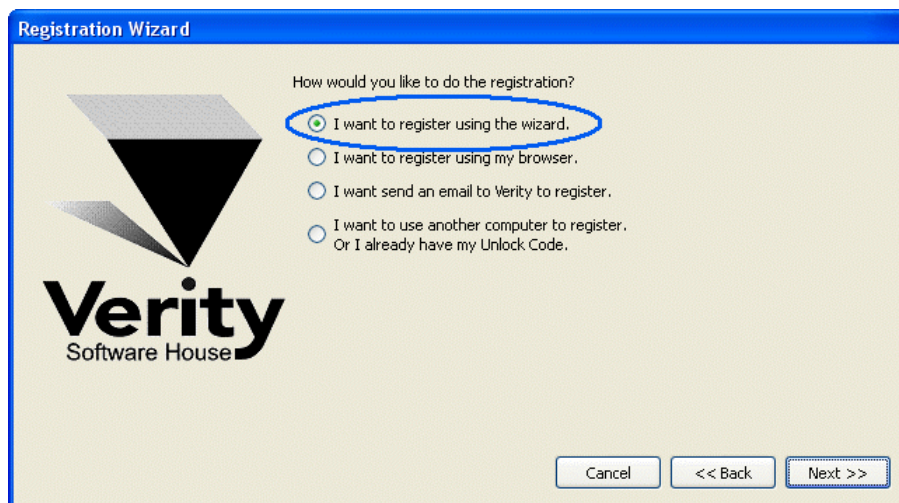 Registration Wizard
How would you like to do the registration?
I want to register using the wizard.
I want to register using my browser.
I want send an email to Verity to register.
I want to use another computer to register.
Or I already have my Unlock Code.
Verity
Software House
Cancel
<< Back
Next >>